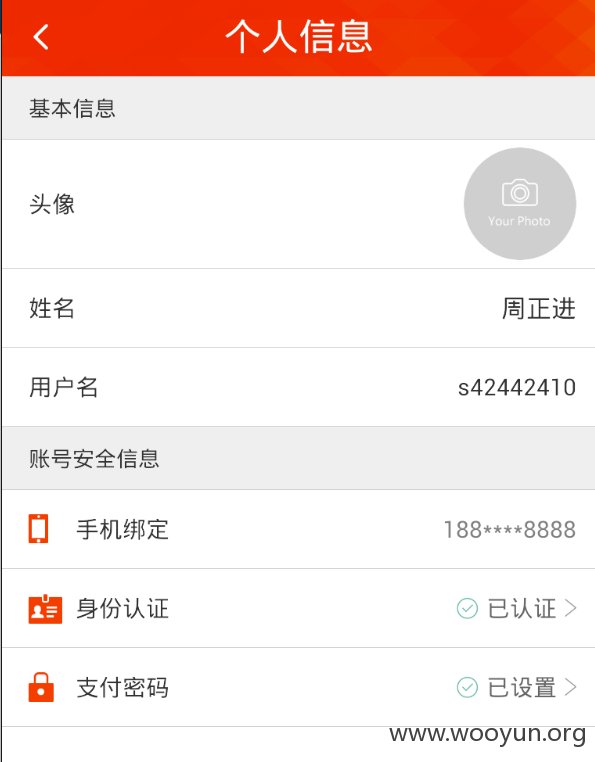 个人信息
基本信息
头像
Your Photo
姓名 周正进
用户名 s42442410
账号安全信息
手机绑定 188****8888
身份认证 已认证
支付密码 已设置
www.wooyun.org